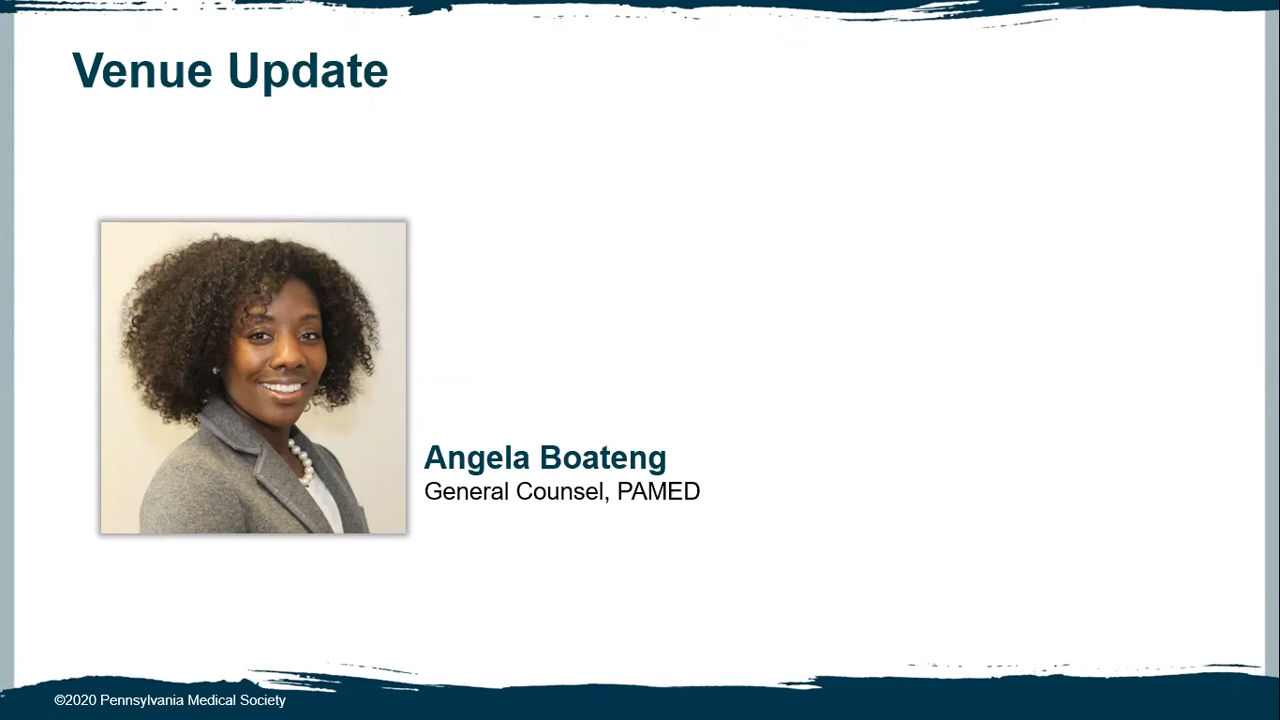 Venue Update
Angela Boateng
General Counsel, PAMED
©2020 Pennsylvania Medical Society